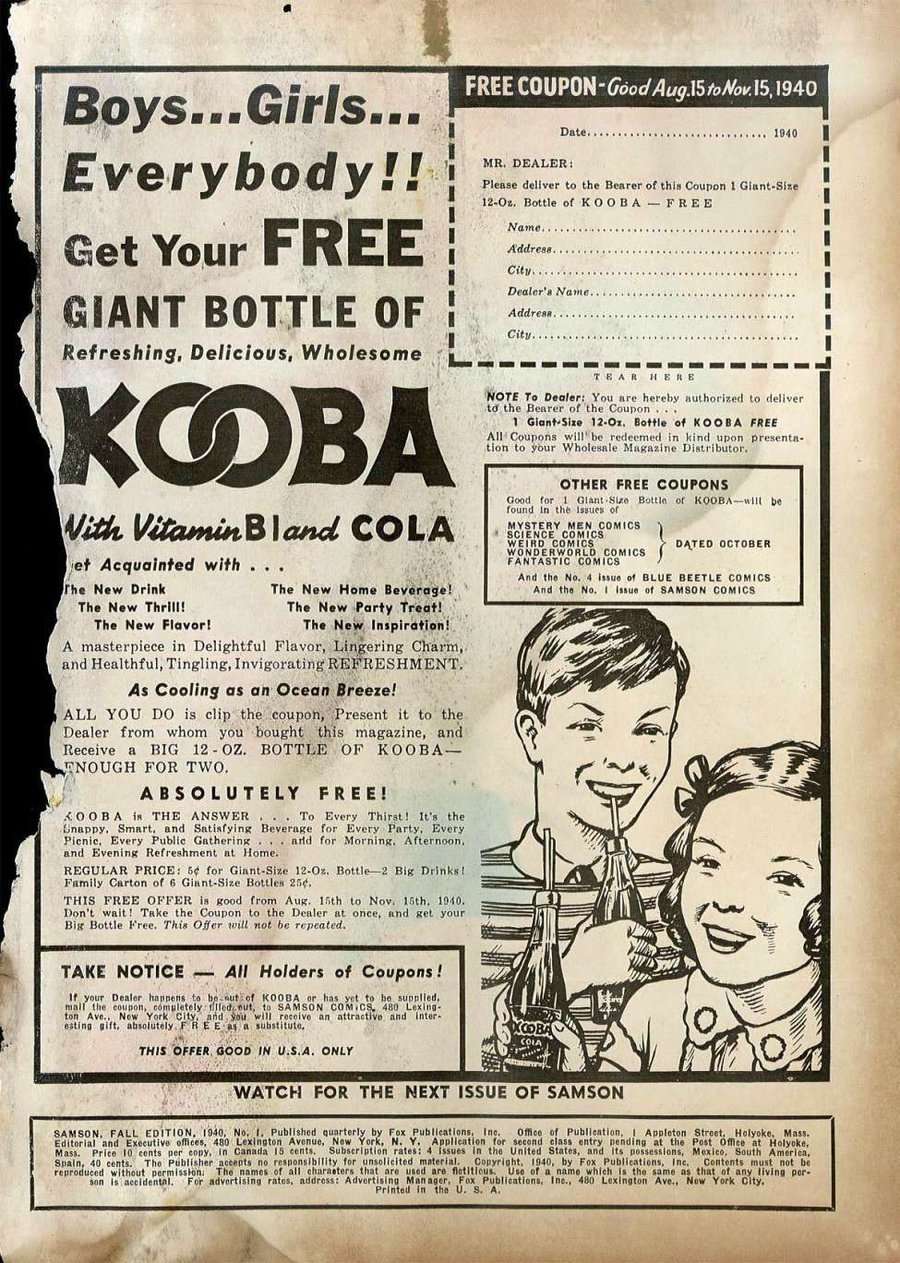 Boys...Girls...
Everybody!!
Get Your FREE
GIANT BOTTLE OF
Refreshing, Delicious, Wholesome
KOOBA
With Vitamin B1 and COLA
et Acquainted with . . .
The New Drink The New Home Beverage!
The New Thrill! The New Party Treat!
The New Flavor! The New Inspiration!
A masterpiece in Delightful Flavor, Lingering Charm,
and Healthful, Tingling, Invigorating REFRESHMENT.
As Cooling as an Ocean Breeze!
ALL YOU DO is clip the coupon, Present it to the
Dealer from whom you bought this magazine, and
Receive a BIG 12-OZ. BOTTLE OF KOOBA—
ENOUGH FOR TWO.
ABSOLUTELY FREE!
KOOBA is THE ANSWER . . . To Every Thirst! It's the
Snappy, Smart, and Satisfying Beverage for Every Party, Every
Picnic, Every Public Gathering . . . and for Morning, Afternoon,
and Evening Refreshment at Home.
REGULAR PRICE: 5¢ for Giant-Size 12-Oz. Bottle—2 Big Drinks!
Family Carton of 6 Giant-Size Bottles 25¢.
THIS FREE OFFER is good from Aug. 15th to Nov. 15th, 1940.
Don't wait! Take the Coupon to the Dealer at once, and get your
Big Bottle Free. This Offer will not be repeated.
TAKE NOTICE — All Holders of Coupons!
If your Dealer happens to be out of KOOBA or has yet to be supplied,
mail the coupon, completely filled out, to SAMSON COMICS, 480 Lexing-
ton Ave., New York City, and you will receive an attractive and inter-
esting gift, absolutely FREE as a substitute.
THIS OFFER GOOD IN U.S.A. ONLY
FREE COUPON-Good Aug. 15 to Nov. 15, 1940
Date............................ 1940
MR. DEALER:
Please deliver to the Bearer of this Coupon 1 Giant-Size
12-Oz. Bottle of KOOBA — FREE
Name........................................
Address.....................................
City........................................
Dealer's Name...............................
Address.....................................
City........................................
TEAR HERE
NOTE To Dealer: You are hereby authorized to deliver
to the Bearer of the Coupon . . .
1 Giant-Size 12-Oz. Bottle of KOOBA FREE
All Coupons will be redeemed in kind upon presenta-
tion to your Wholesale Magazine Distributor.
OTHER FREE COUPONS
Good for 1 Giant-Size Bottle of KOOBA—will be
found in the issues of
MYSTERY MEN COMICS
SCIENCE COMICS
WEIRD COMICS
WONDERWORLD COMICS
FANTASTIC COMICS
} DATED OCTOBER
And the No. 4 issue of BLUE BEETLE COMICS
And the No. 1 issue of SAMSON COMICS
KOOBA
COLA
WATCH FOR THE NEXT ISSUE OF SAMSON
SAMSON, FALL EDITION, 1940, No. 1, Published quarterly by Fox Publications, Inc. Office of Publication, 1 Appleton Street, Holyoke, Mass.
Editorial and Executive offices, 480 Lexington Avenue, New York, N. Y. Application for second class entry pending at the Post Office at Holyoke,
Mass. Price 10 cents per copy, in Canada 15 cents. Subscription rates: 4 issues in the United States, and its possessions, Mexico, South America,
Spain, 40 cents. The Publisher accepts no responsibility for unsolicited material. Copyright, 1940, by Fox Publications, Inc. Contents must not be
reproduced without permission. The names of all characters that are used are fictitious. Use of a name which is the same as that of any living per-
son is accidental. For advertising rates, address: Advertising Manager, Fox Publications, Inc., 480 Lexington Ave., New York City.
Printed in the U. S. A.